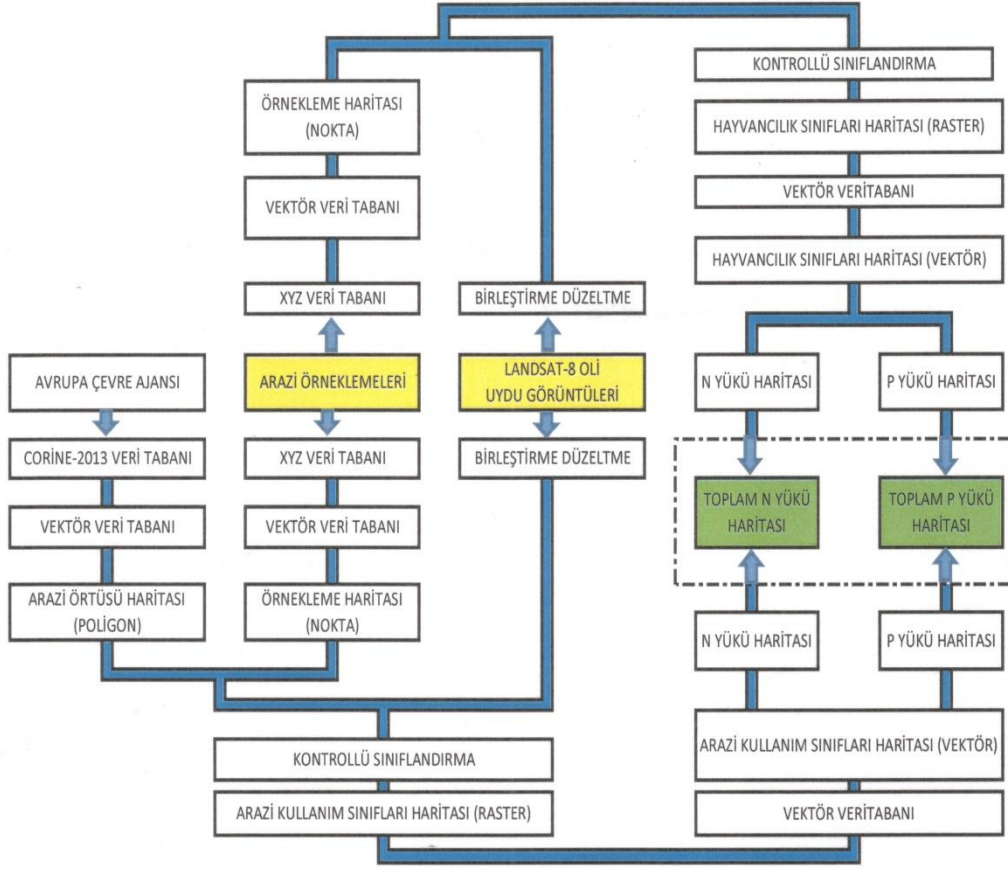 KONTROLLÜ SINIFLANDIRMA
ÖRNEKLEME HARİTASI
(NOKTA)
HAYVANCILIK SINIFLARI HARİTASI (RASTER)
VEKTÖR VERİ TABANI
VEKTÖR VERİTABANI
HAYVANCILIK SINIFLARI HARİTASI (VEKTÖR)
XYZ VERİ TABANI
BİRLEŞTİRME DÜZELTME
AVRUPA ÇEVRE AJANSI
ARAZİ ÖRNEKLEMELERİ
LANDSAT-8 OLI
UYDU GÖRÜNTÜLERİ
N YÜKÜ HARİTASI
P YÜKÜ HARİTASI
CORİNE-2013 VERİ TABANI
XYZ VERİ TABANI
BİRLEŞTİRME DÜZELTME
TOPLAM N YÜKÜ
HARİTASI
TOPLAM P YÜKÜ
HARİTASI
VEKTÖR VERİ TABANI
VEKTÖR VERİ TABANI
ARAZİ ÖRTÜSÜ HARİTASI
(POLİGON)
ÖRNEKLEME HARİTASI
(NOKTA)
N YÜKÜ HARİTASI
P YÜKÜ HARİTASI
KONTROLLÜ SINIFLANDIRMA
ARAZİ KULLANIM SINIFLARI HARİTASI (VEKTÖR)
ARAZİ KULLANIM SINIFLARI HARİTASI (RASTER)
VEKTÖR VERİTABANI